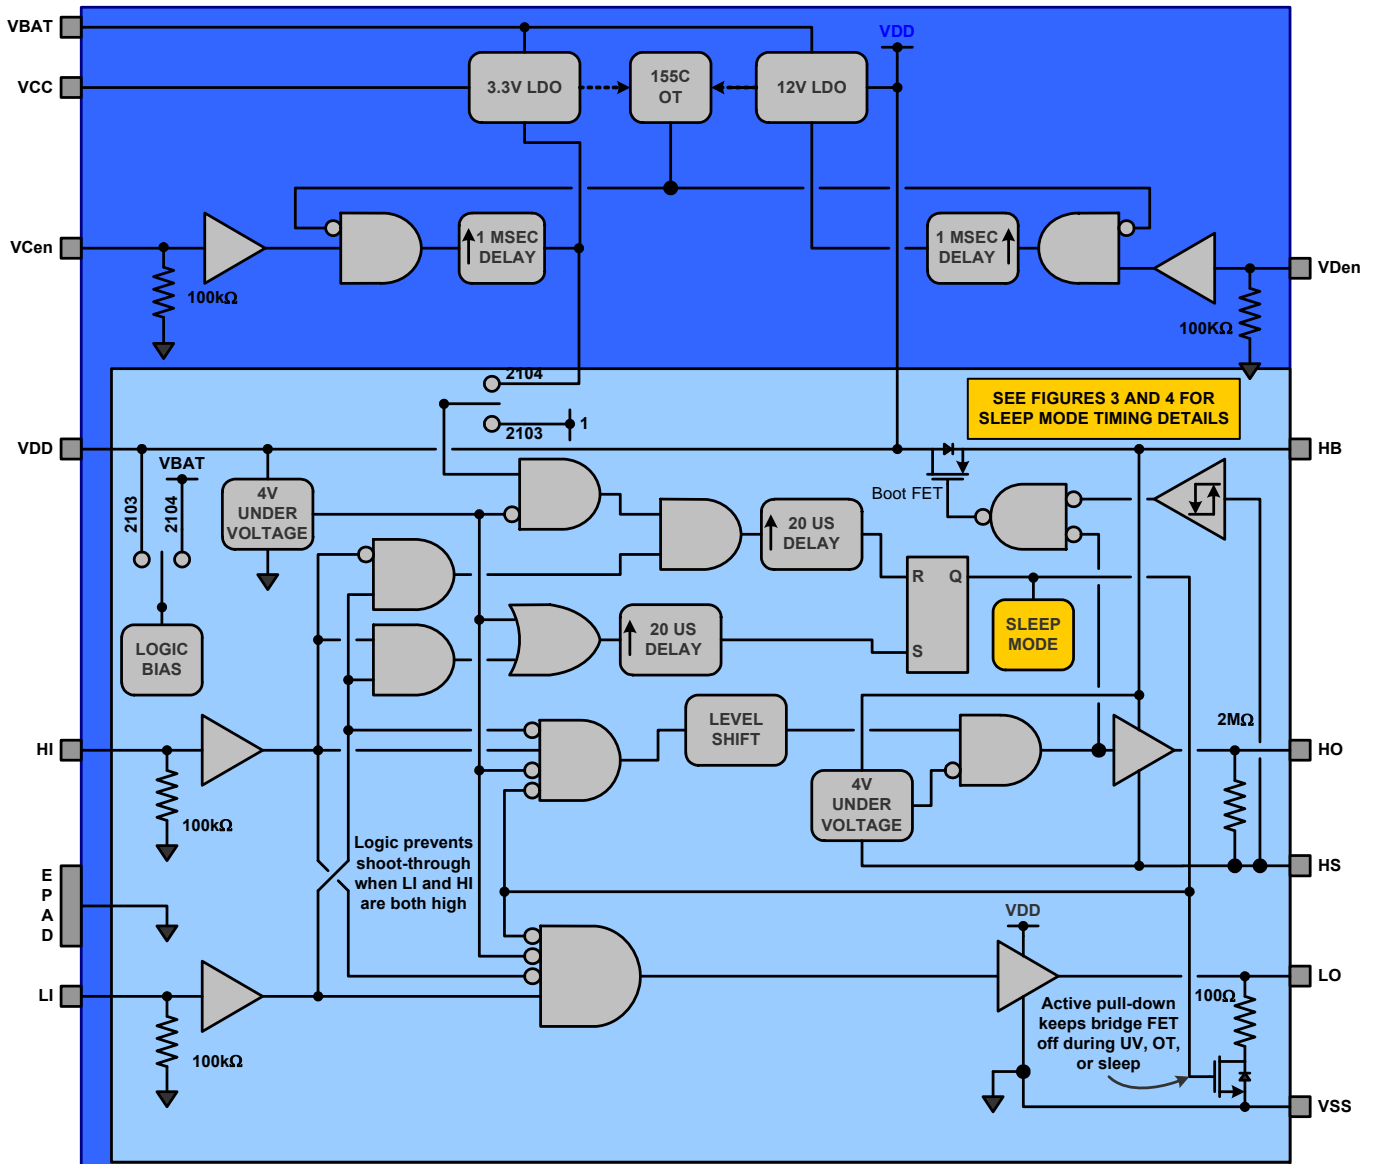 VBAT
VDD
VCC
3.3V LDO
155C
OT
12V LDO
VCen
1 MSEC
DELAY
1 MSEC
DELAY
VDen
100kΩ
100KΩ
2104
2103
1
SEE FIGURES 3 AND 4 FOR
SLEEP MODE TIMING DETAILS
VDD
HB
VBAT
2103
2104
4V
UNDER
VOLTAGE
Boot FET
20 US
DELAY
R
Q
S
LOGIC
BIAS
20 US
DELAY
SLEEP
MODE
LEVEL
SHIFT
2MΩ
HI
HO
100kΩ
4V
UNDER
VOLTAGE
Logic prevents
shoot-through
when LI and HI
are both high
HS
E
P
A
D
VDD
LI
LO
100Ω
100kΩ
Active pull-down
keeps bridge FET
off during UV, OT,
or sleep
VSS